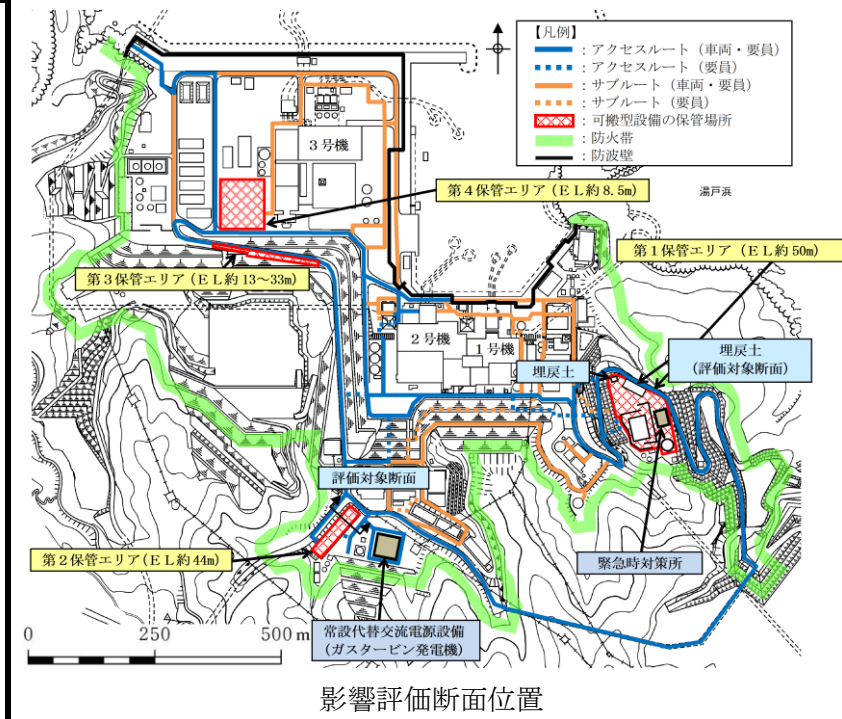 【凡例】
：アクセスルート（車両・要員）
：アクセスルート（要員）
：サブルート（車両・要員）
：サブルート（要員）
：可搬型設備の保管場所
：防火帯
：防波壁
3号機
第4保管エリア（EL約8.5m）
湯戸浜
第1保管エリア（EL約50m）
第3保管エリア（EL約13～33m）
2号機
1号機
埋戻土
埋戻土
（評価対象断面）
評価対象断面
第2保管エリア（EL約44m）
緊急時対策所
0 250 500 m
常設代替交流電源設備
（ガスタービン発電機）
影響評価断面位置